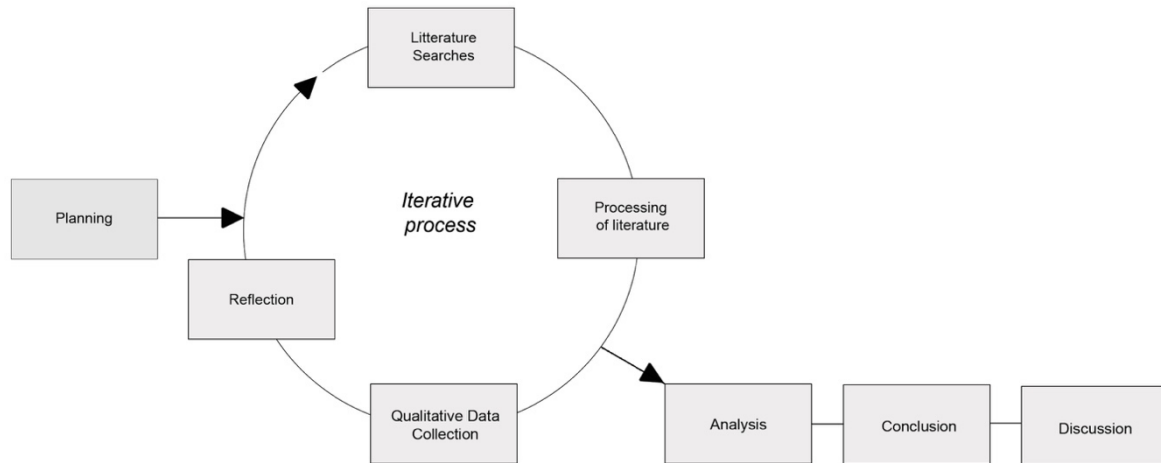 Litterature
Searches
Iterative
process
Planning
Processing
of literature
Reflection
Qualitative Data
Collection
Analysis
Conclusion
Discussion